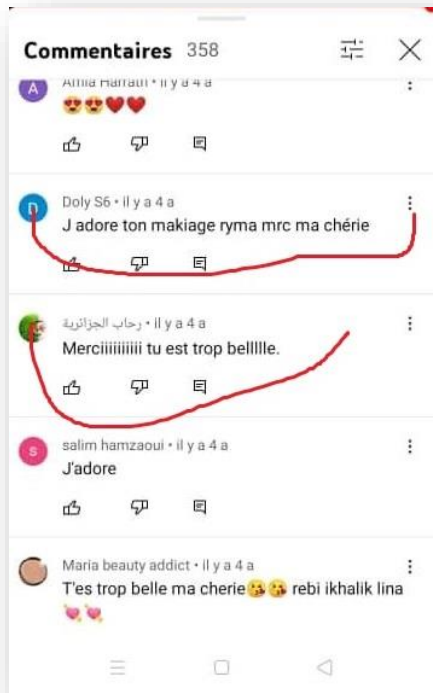 Commentaires 358
A
Amia Harrath • il y a 4 a
😍😍❤️❤️
D
Doly S6 • il y a 4 a
J adore ton makiage ryma mrc ma chérie
رحاب الجزائرية • il y a 4 a
Merciiiiiiiiii tu est trop bellllle.
s
salim hamzaoui • il y a 4 a
J'adore
Maria beauty addict • il y a 4 a
T'es trop belle ma cherie😘😘 rebi ikhalik lina
💘💘